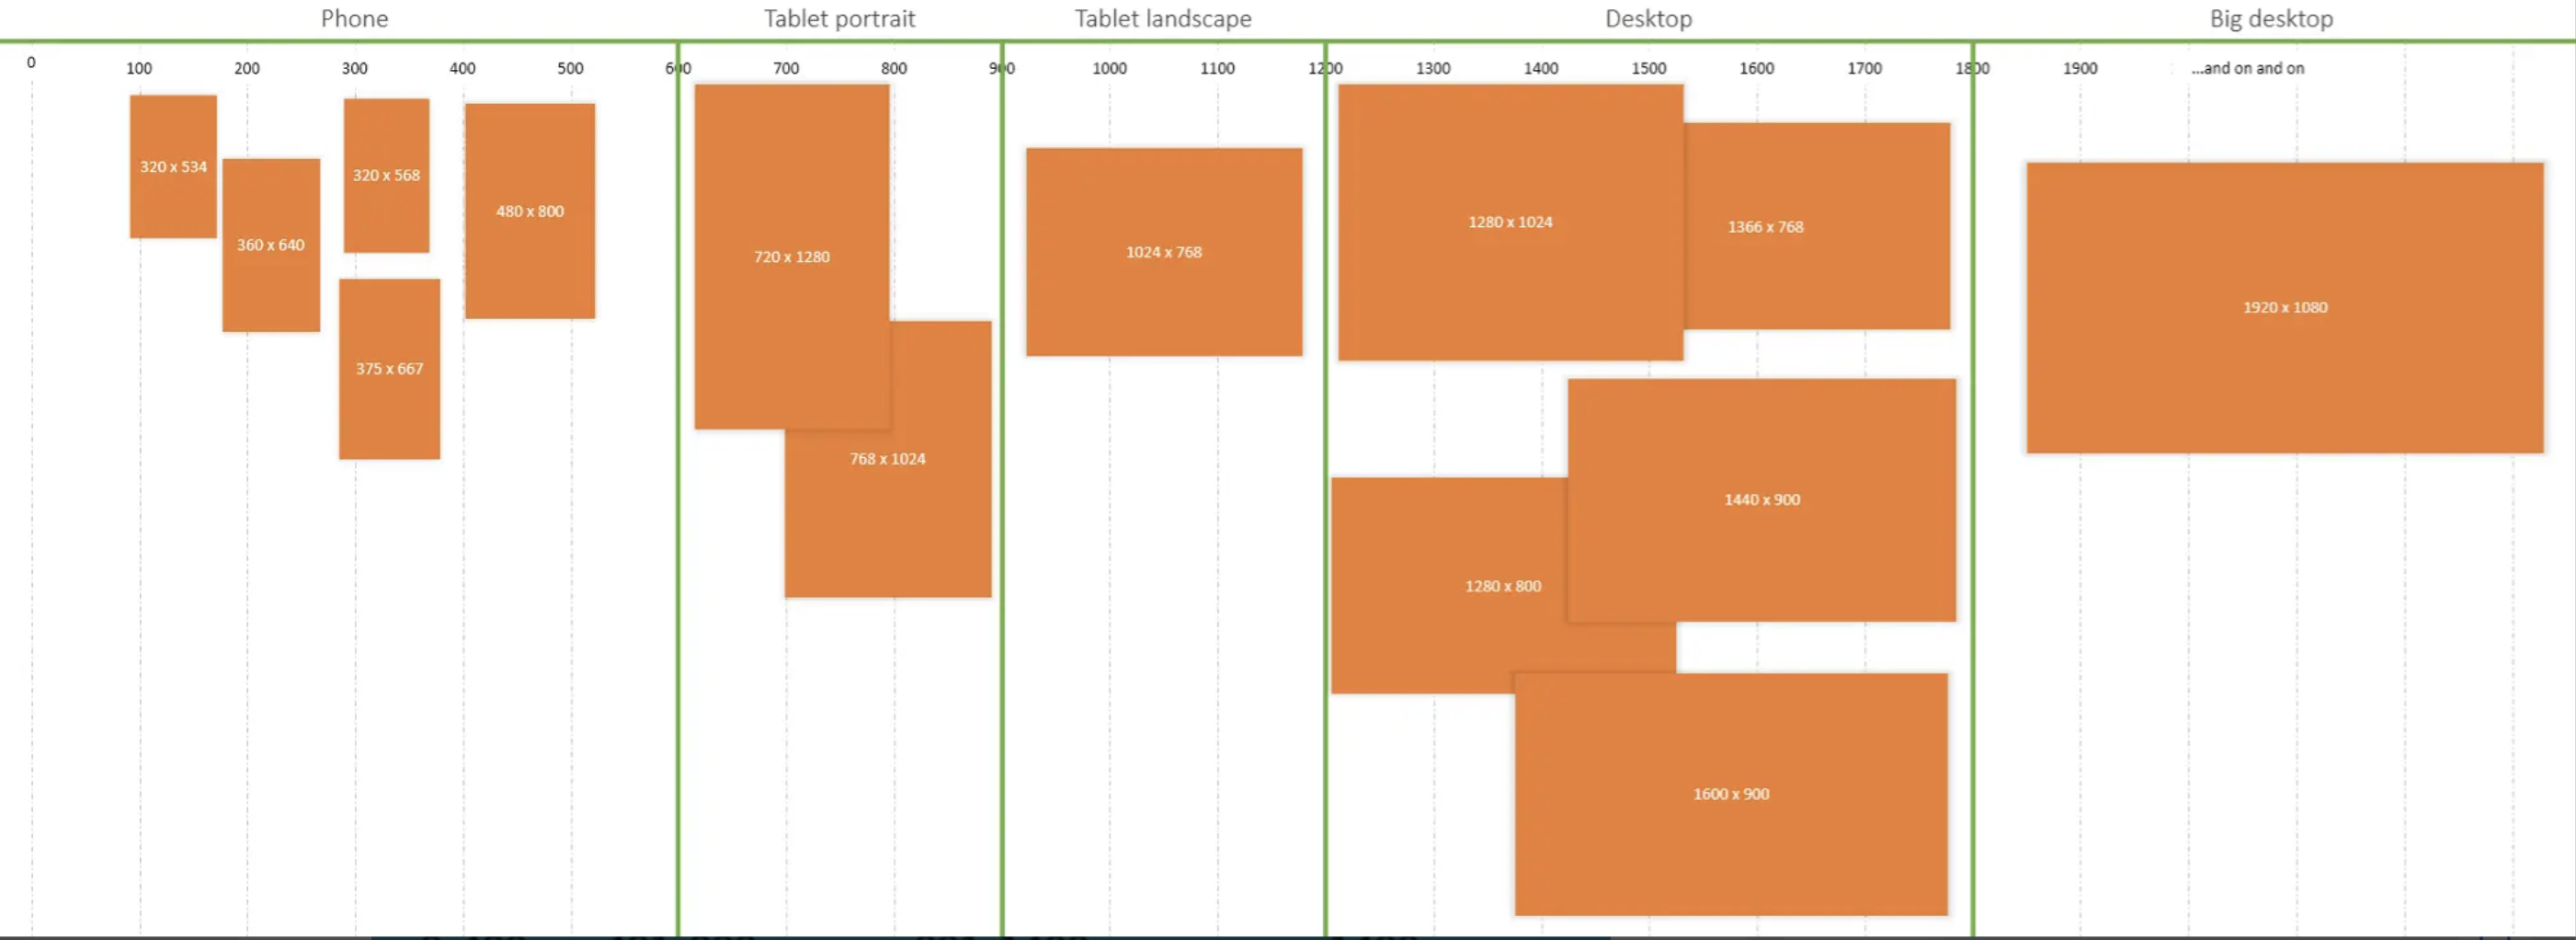 Phone Tablet portrait Tablet landscape Desktop Big desktop
0 100 200 300 400 500 600 700 800 900 1000 1100 1200 1300 1400 1500 1600 1700 1800 1900 ...and on and on
320 x 534
360 x 640
320 x 568
375 x 667
480 x 800
720 x 1280
768 x 1024
1024 x 768
1280 x 1024
1366 x 768
1440 x 900
1280 x 800
1600 x 900
1920 x 1080